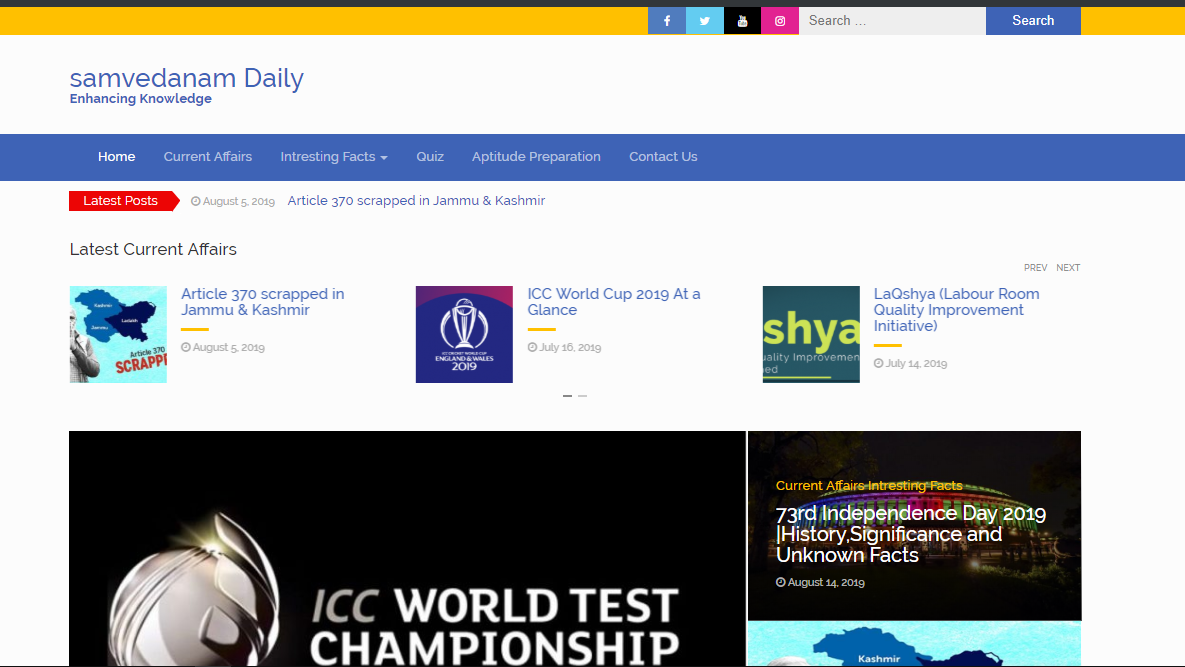 Search …
Search
samvedanam Daily
Enhancing Knowledge
Home
Current Affairs
Intresting Facts
Quiz
Aptitude Preparation
Contact Us
Latest Posts
August 5, 2019
Article 370 scrapped in Jammu & Kashmir
Latest Current Affairs
PREV NEXT
Kashmir
Jammu
Ladakh
Article 370
SCRAPP
Article 370 scrapped in
Jammu & Kashmir
August 5, 2019
ICC CRICKET WORLD CUP
ENGLAND & WALES
2019
ICC World Cup 2019 At a
Glance
July 16, 2019
shya
uality Improvemen
ed
LaQshya (Labour Room
Quality Improvement
Initiative)
July 14, 2019
ICC WORLD TEST
CHAMPIONSHIP
Current Affairs Intresting Facts
73rd Independence Day 2019
|History,Significance and
Unknown Facts
August 14, 2019
Kashmir